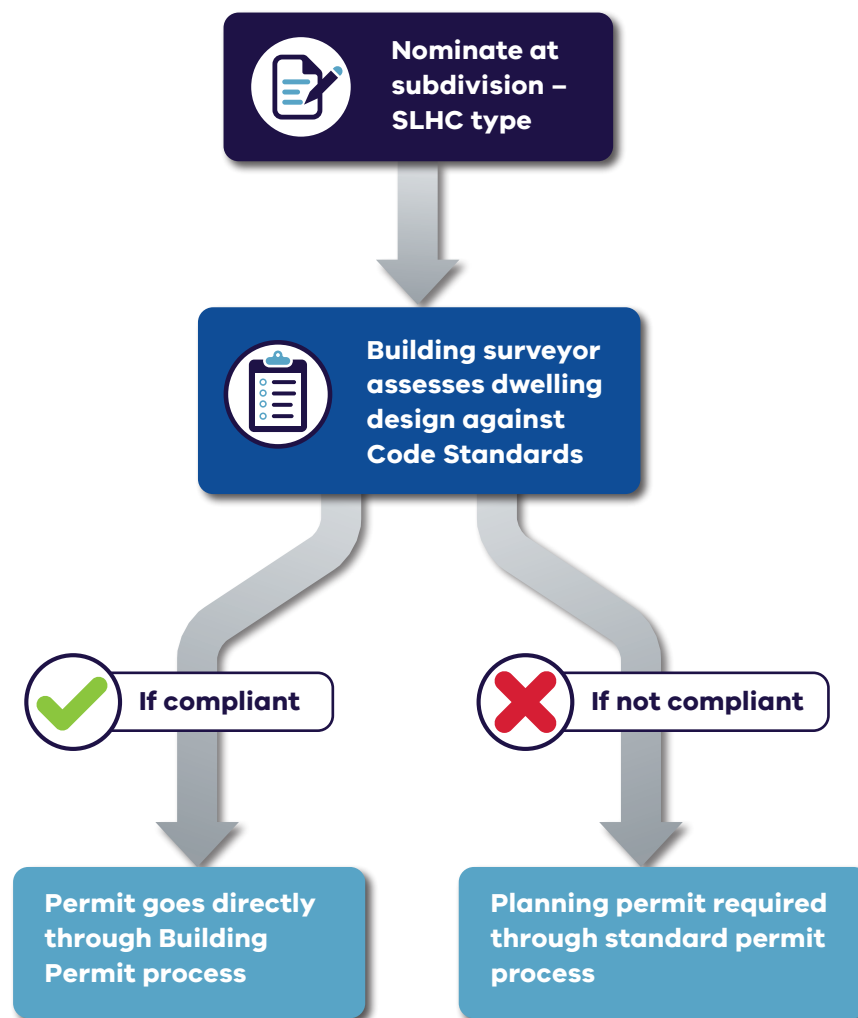 Nominate at
subdivision –
SLHC type
Building surveyor
assesses dwelling
design against
Code Standards
If compliant
If not compliant
Permit goes directly
through Building
Permit process
Planning permit required
through standard permit
process